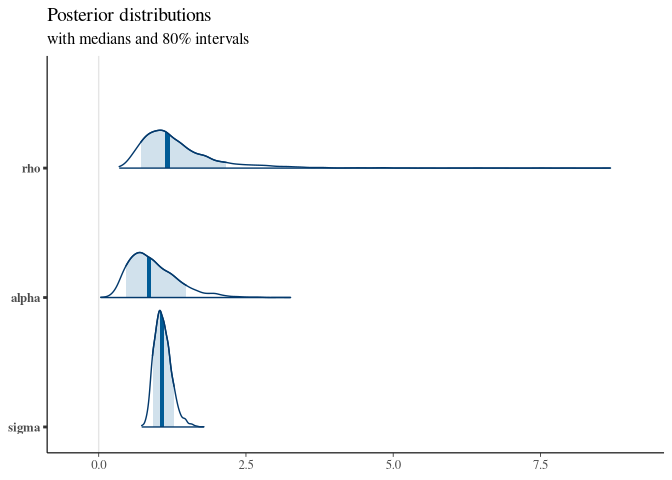 Posterior distributions
with medians and 80% intervals
rho
alpha
sigma
0.0 2.5 5.0 7.5